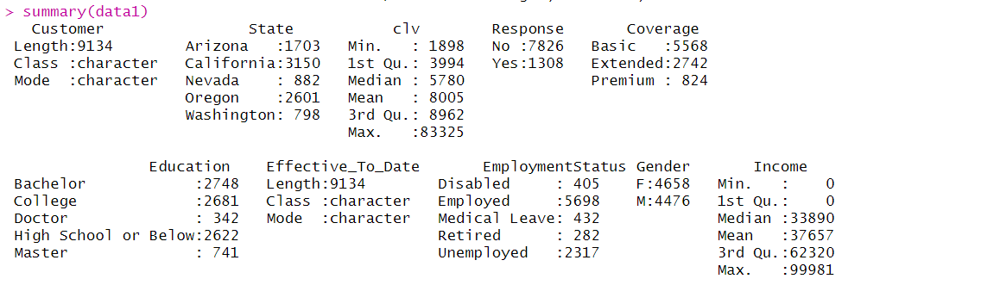 > summary(data1)
   Customer              State           clv        Response       Coverage   
 Length:9134        Arizona   :1703   Min.   : 1898   No :7826   Basic   :5568  
 Class :character   California:3150   1st Qu.: 3994   Yes:1308   Extended:2742  
 Mode  :character   Nevada    : 882   Median : 5780              Premium : 824  
                    Oregon    :2601   Mean   : 8005                             
                    Washington: 798   3rd Qu.: 8962                             
                                      Max.   :83325                             
                Education    Effective_To_Date       EmploymentStatus Gender       Income     
 Bachelor            :2748   Length:9134        Disabled     : 405   F:4658   Min.   :    0  
 College             :2681   Class :character   Employed     :5698   M:4476   1st Qu.:    0  
 Doctor              : 342   Mode  :character   Medical Leave: 432            Median :33890  
 High School or Below:2622                      Retired      : 282            Mean   :37657  
 Master              : 741                      Unemployed   :2317            3rd Qu.:62320  
                                                                              Max.   :99981